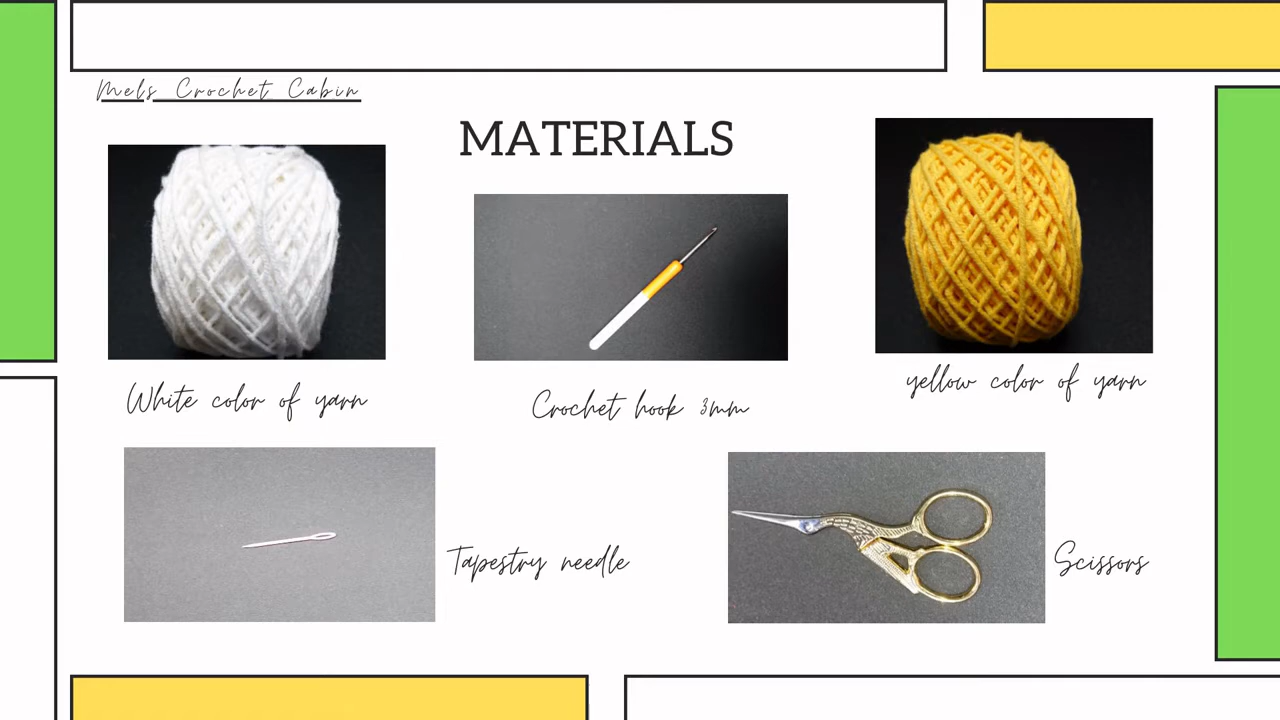 Mels Crochet Cabin
MATERIALS
White color of yarn
Crochet hook 3mm
yellow color of yarn
Tapestry needle
Scissors